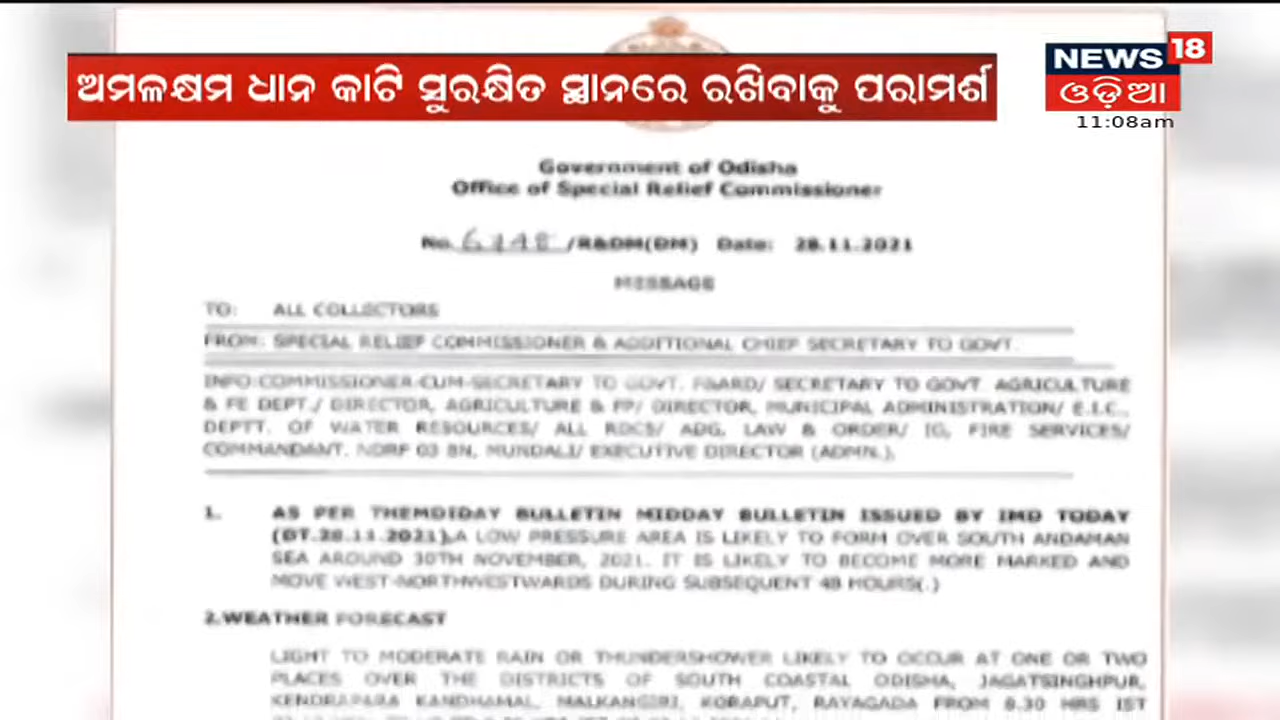 ଅମଳକ୍ଷମ ଧାନ କାଟି ସୁରକ୍ଷିତ ସ୍ଥାନରେ ରଖିବାକୁ ପରାମର୍ଶ
NEWS 18
ଓଡ଼ିଆ
11:08am
Government of Odisha
Office of Special Relief Commissioner
No. /R&DM(DM) Date: 28.11.2021
MESSAGE
TO: ALL COLLECTORS
FROM: SPECIAL RELIEF COMMISSIONER & ADDITIONAL CHIEF SECRETARY TO GOVT.
INFO:COMMISSIONER-CUM-SECRETARY TO GOVT. F&ARD/ SECRETARY TO GOVT. AGRICULTURE
& FE DEPT./ DIRECTOR, AGRICULTURE & FP/ DIRECTOR, MUNICIPAL ADMINISTRATION/ E.I.C.,
DEPTT. OF WATER RESOURCES/ ALL RDCS/ ADG, LAW & ORDER/ IG, FIRE SERVICES/
COMMANDANT, NDRF 03 BN, MUNDALI/ EXECUTIVE DIRECTOR (ADMN.),
1. AS PER THEMDIDAY BULLETIN MIDDAY BULLETIN ISSUED BY IMD TODAY
(DT.28.11.2021),A LOW PRESSURE AREA IS LIKELY TO FORM OVER SOUTH ANDAMAN
SEA AROUND 30TH NOVEMBER, 2021. IT IS LIKELY TO BECOME MORE MARKED AND
MOVE WEST-NORTHWESTWARDS DURING SUBSEQUENT 48 HOURS(.)
2.WEATHER FORECAST
LIGHT TO MODERATE RAIN OR THUNDERSHOWER LIKELY TO OCCUR AT ONE OR TWO
PLACES OVER THE DISTRICTS OF SOUTH COASTAL ODISHA, JAGATSINGHPUR,
KENDRAPARA KANDHAMAL, MALKANGIRI, KORAPUT, RAYAGADA FROM 8.30 HRS IST